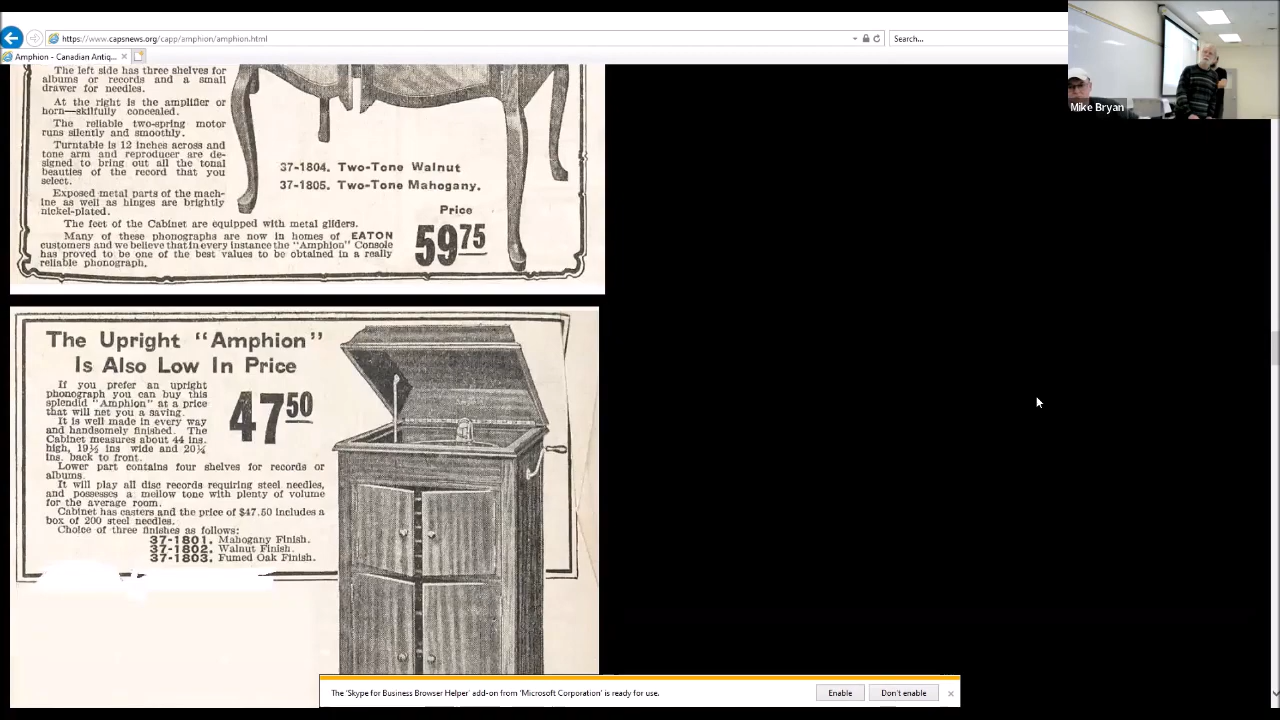 https://www.capsnews.org/capp/amphion/amphion.html
Search...
Amphion - Canadian Antiq...
Mike Bryan
The left side has three shelves for
albums or records and a small
drawer for needles.
At the right is the amplifier or
horn—skilfully concealed.
The reliable two-spring motor
runs silently and smoothly.
Turntable is 12 inches across and
tone arm and reproducer are de-
signed to bring out all the tonal
beauties of the record that you
select.
Exposed metal parts of the mach-
ine as well as hinges are brightly
nickel-plated.
The feet of the Cabinet are equipped with metal gliders.
Many of these phonographs are now in homes of EATON
customers and we believe that in every instance the "Amphion" Console
has proved to be one of the best values to be obtained in a really
reliable phonograph.
37-1804. Two-Tone Walnut
37-1805. Two-Tone Mahogany.
Price
59 75
The Upright "Amphion"
Is Also Low In Price
If you prefer an upright
phonograph you can buy this
splendid "Amphion" at a price
that will net you a saving.
It is well made in every way
and handsomely finished. The
Cabinet measures about 44 ins.
high, 19½ ins wide and 20¼
ins. back to front.
47 50
Lower part contains four shelves for records or
albums.
It will play all disc records requiring steel needles,
and possesses a mellow tone with plenty of volume
for the average room.
Cabinet has casters and the price of $47.50 includes a
box of 200 steel needles.
Choice of three finishes as follows:
37-1801. Mahogany Finish.
37-1802. Walnut Finish.
37-1803. Fumed Oak Finish.
The 'Skype for Business Browser Helper' add-on from 'Microsoft Corporation' is ready for use.
Enable
Don't enable